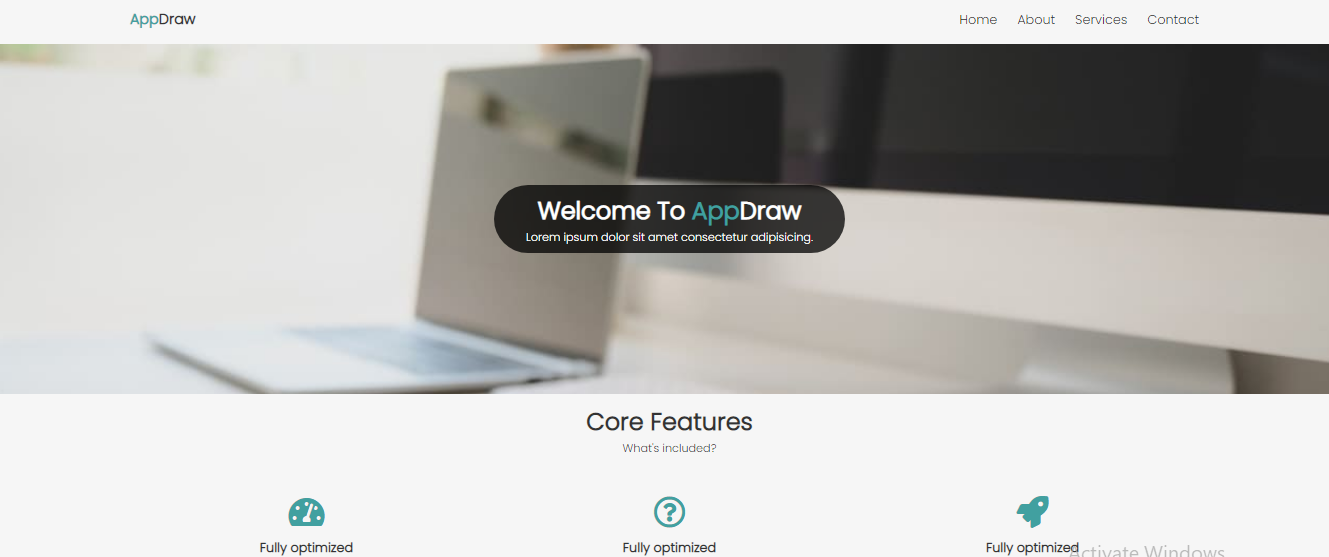 AppDraw
Home About Services Contact
Welcome To AppDraw
Lorem ipsum dolor sit amet consectetur adipisicing.
Core Features
What's included?
Fully optimized Fully optimized Fully optimized
Activate Windows